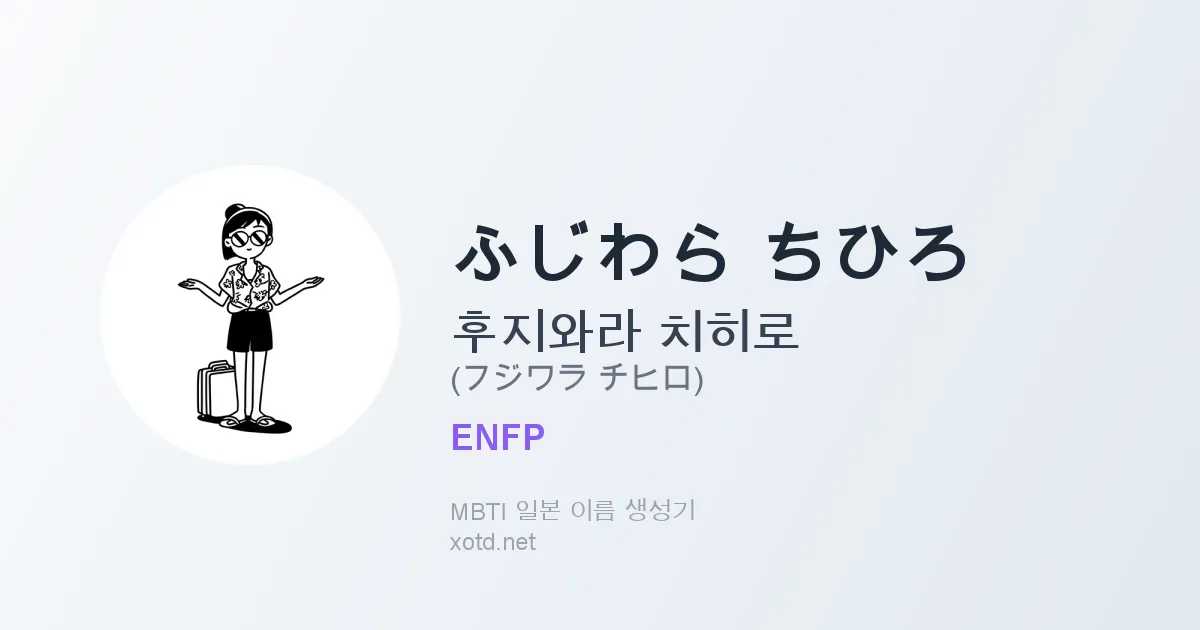 ふじわら ちひろ
후지와라 치히로
(フジワラ チヒロ)
ENFP
MBTI 일본 이름 생성기
xotd.net